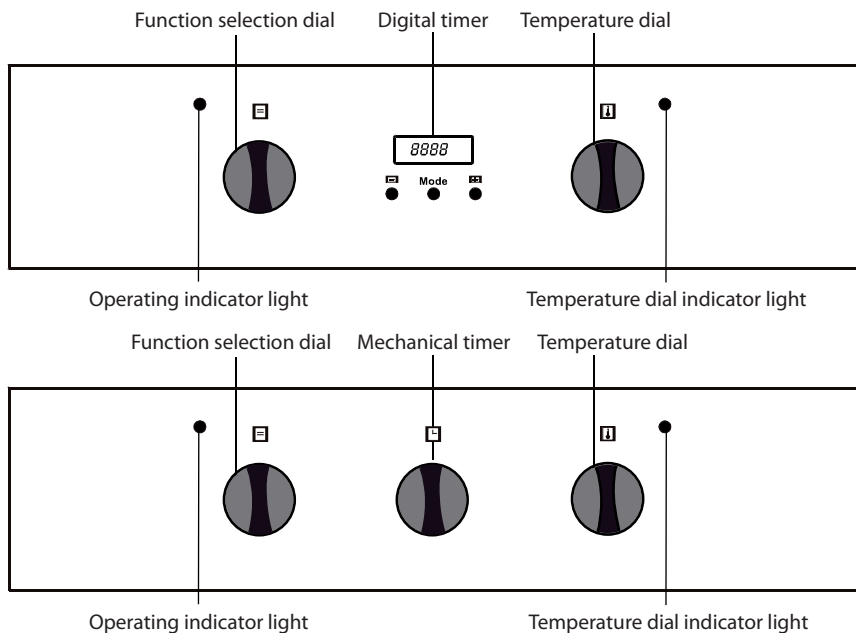 Function selection dial Digital timer Temperature dial
8888
Mode
Operating indicator light Temperature dial indicator light
Function selection dial Mechanical timer Temperature dial
Operating indicator light Temperature dial indicator light